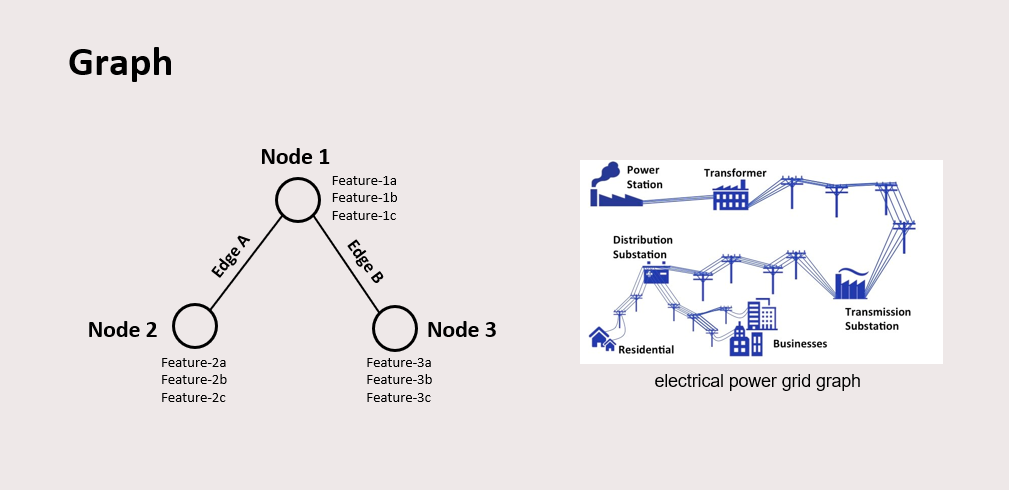 Graph
Node 1
Feature-1a
Feature-1b
Feature-1c
Edge A
Edge B
Node 2
Node 3
Feature-2a
Feature-2b
Feature-2c
Feature-3a
Feature-3b
Feature-3c
Power
Station
Transformer
Distribution
Substation
Transmission
Substation
Residential
Businesses
electrical power grid graph